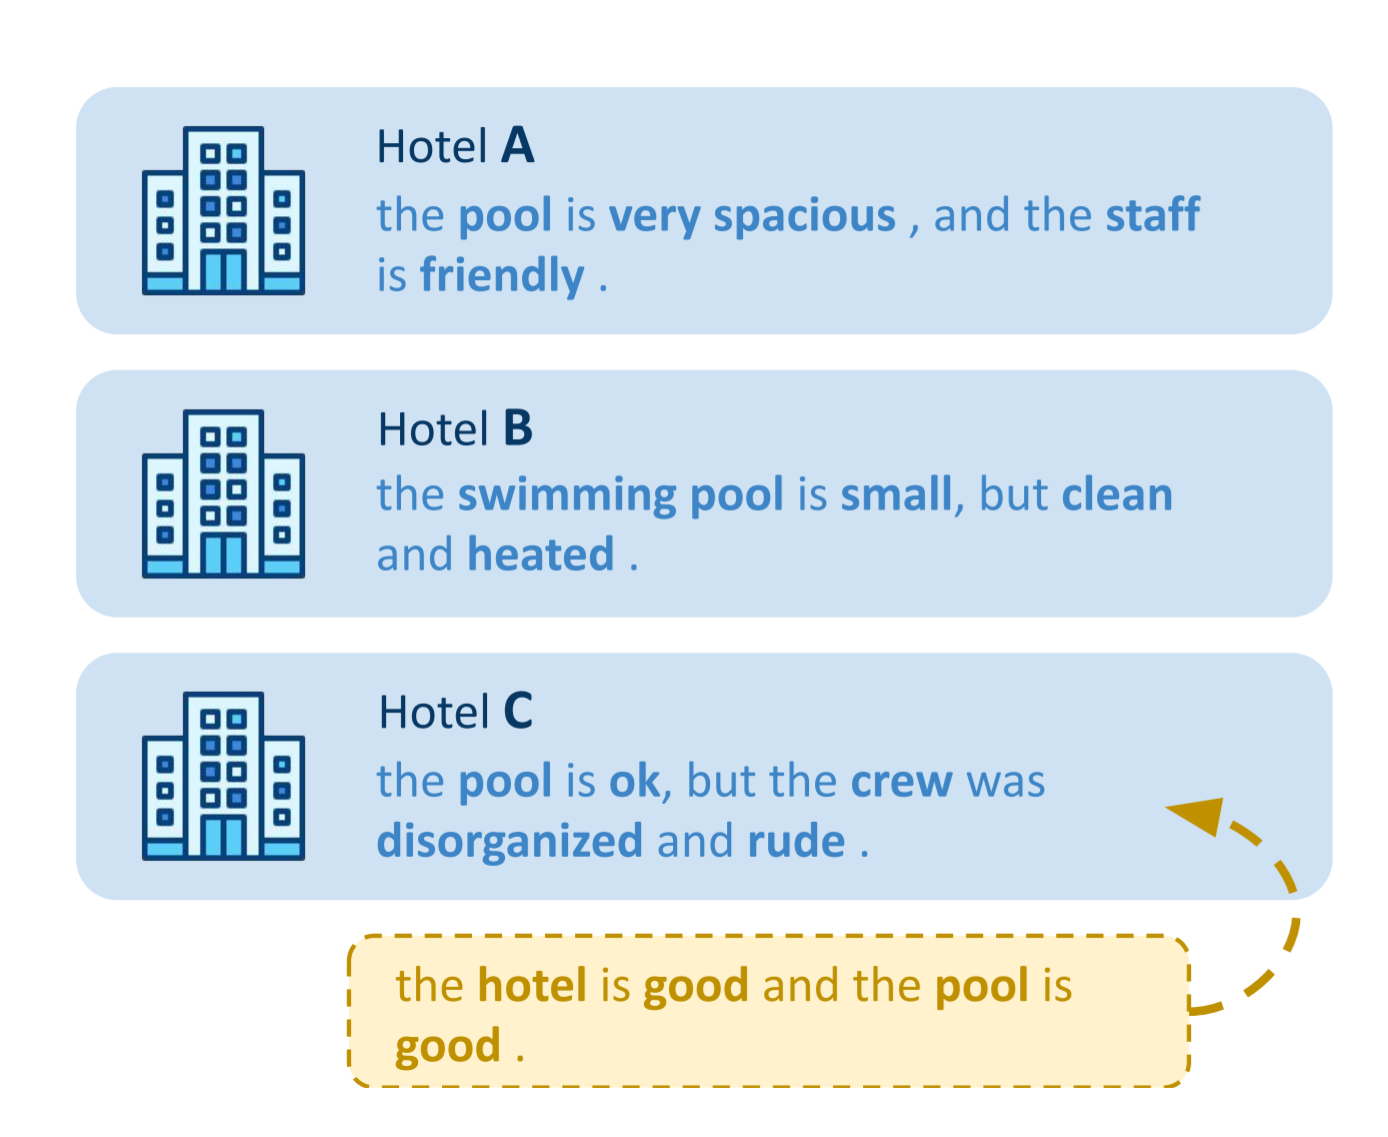 Hotel A
the pool is very spacious , and the staff
is friendly .
Hotel B
the swimming pool is small, but clean
and heated .
Hotel C
the pool is ok, but the crew was
disorganized and rude .
the hotel is good and the pool is
good .